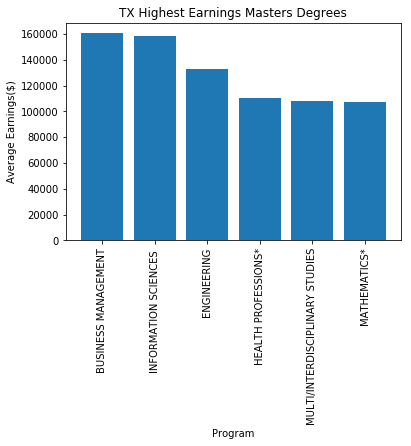 TX Highest Earnings Masters Degrees
Average Earnings($)
160000
140000
120000
100000
80000
60000
40000
20000
0
BUSINESS MANAGEMENT
INFORMATION SCIENCES
ENGINEERING
HEALTH PROFESSIONS*
MULTI/INTERDISCIPLINARY STUDIES
MATHEMATICS*
Program